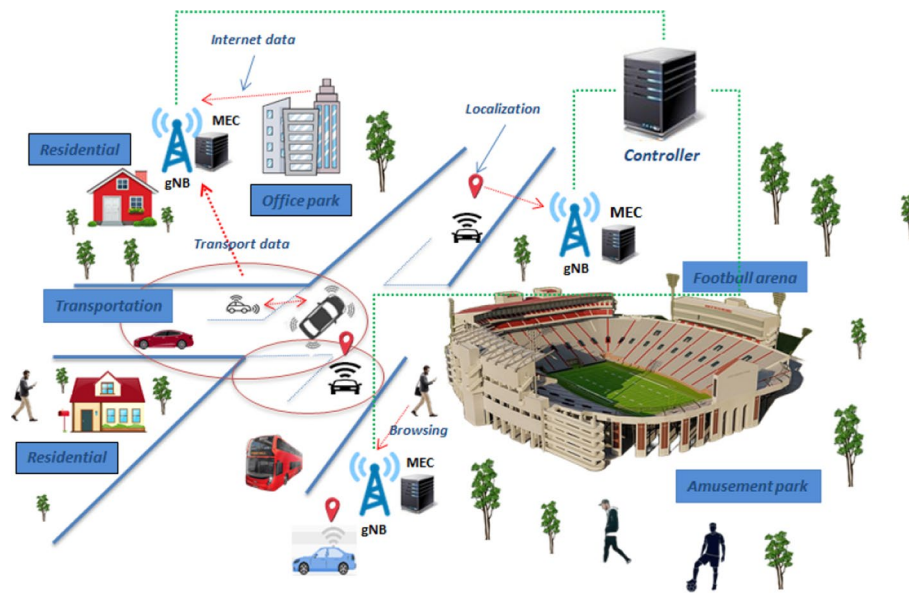 Internet data
MEC
Residential
gNB
Office park
Localization
Controller
MEC
gNB
Transport data
Football arena
Transportation
Browsing
Residential
MEC
gNB
Amusement park